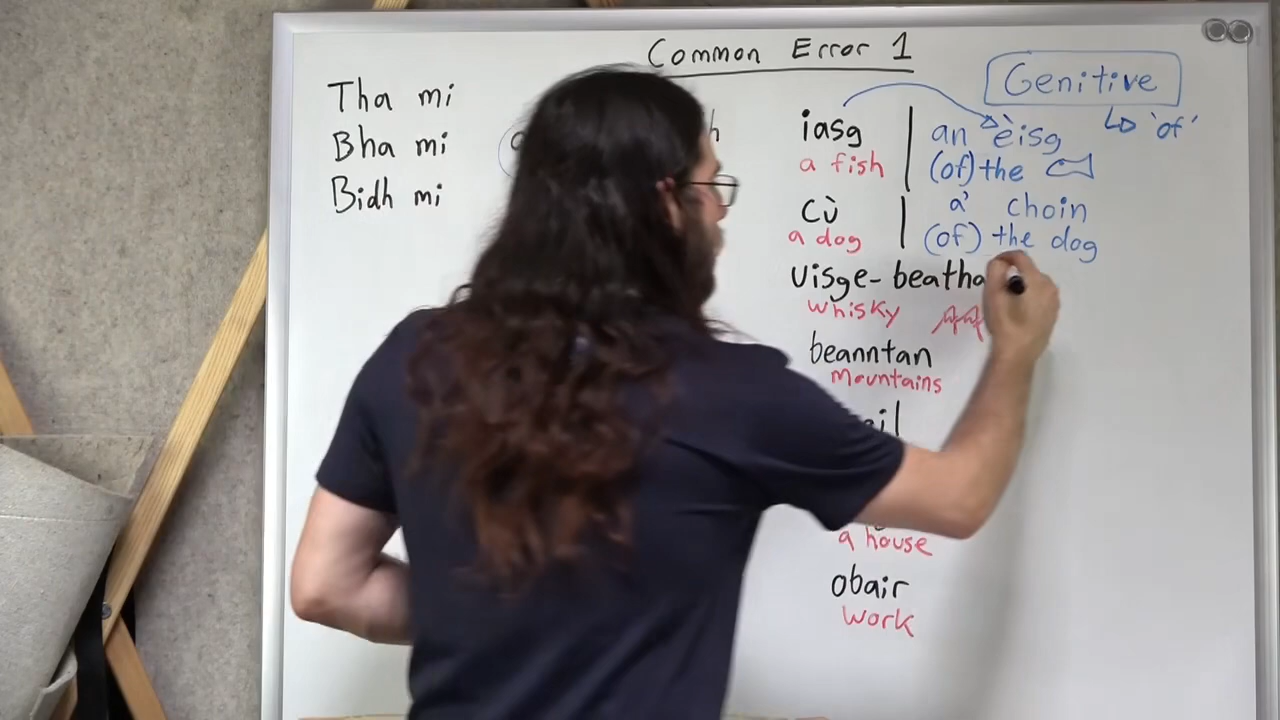 Common Error 1
Genitive
↳ 'of'
Tha mi
Bha mi
Bidh mi
iasg
a fish
an èisg
(of) the
cù
a dog
a' choin
(of) the dog
uisge-beatha
whisky
beanntan
mountains
a house
obair
work